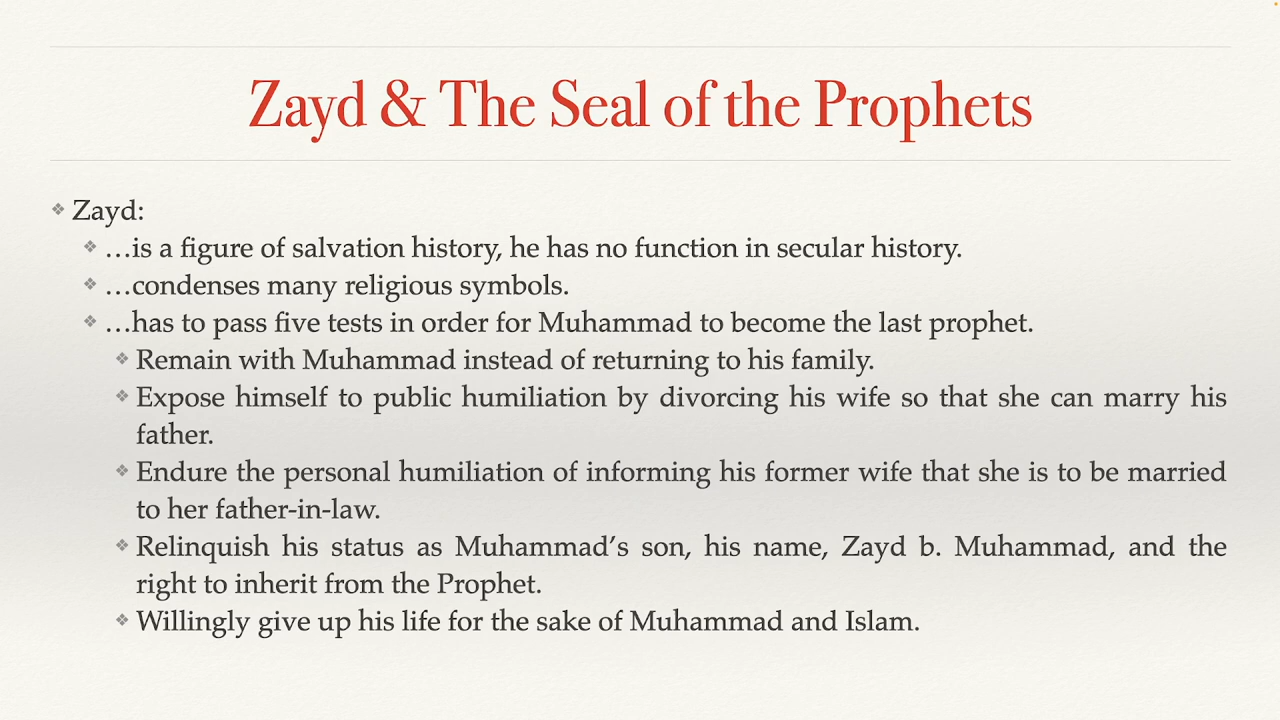 Zayd & The Seal of the Prophets
❖ Zayd:
❖ …is a figure of salvation history, he has no function in secular history.
❖ …condenses many religious symbols.
❖ …has to pass five tests in order for Muhammad to become the last prophet.
❖ Remain with Muhammad instead of returning to his family.
❖ Expose himself to public humiliation by divorcing his wife so that she can marry his
father.
❖ Endure the personal humiliation of informing his former wife that she is to be married
to her father-in-law.
❖ Relinquish his status as Muhammad’s son, his name, Zayd b. Muhammad, and the
right to inherit from the Prophet.
❖ Willingly give up his life for the sake of Muhammad and Islam.